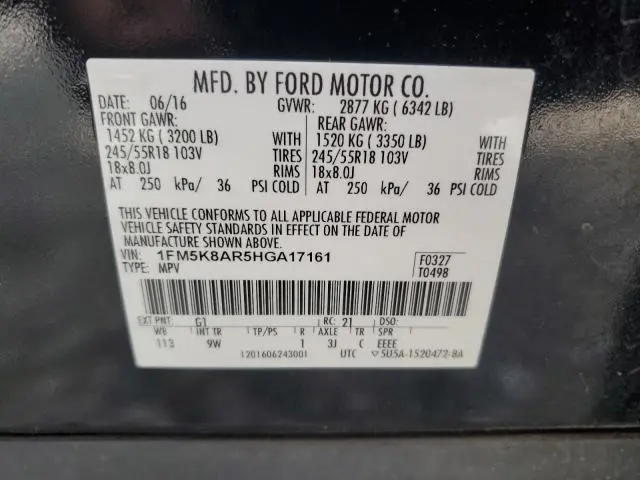 MFD. BY FORD MOTOR CO.
DATE: 06/16 GVWR: 2877 KG ( 6342 LB)
FRONT GAWR: REAR GAWR:
1452 KG ( 3200 LB) WITH 1520 KG ( 3350 LB) WITH
245/55R18 103V TIRES 245/55R18 103V TIRES
18x8.0J RIMS 18x8.0J RIMS
AT 250 kPa/ 36 PSI COLD AT 250 kPa/ 36 PSI COLD
THIS VEHICLE CONFORMS TO ALL APPLICABLE FEDERAL MOTOR
VEHICLE SAFETY STANDARDS IN EFFECT ON THE DATE OF
MANUFACTURE SHOWN ABOVE.
VIN: 1FM5K8AR5HGA17161 F0327
TYPE: MPV T0498
EXT PNT: G1 RC: 21
WB INT TR TP/PS R AXLE TR SPR
113 9W 1 3J C EEEE
1201606243001 UTC ▽5U5A-1520472-BA